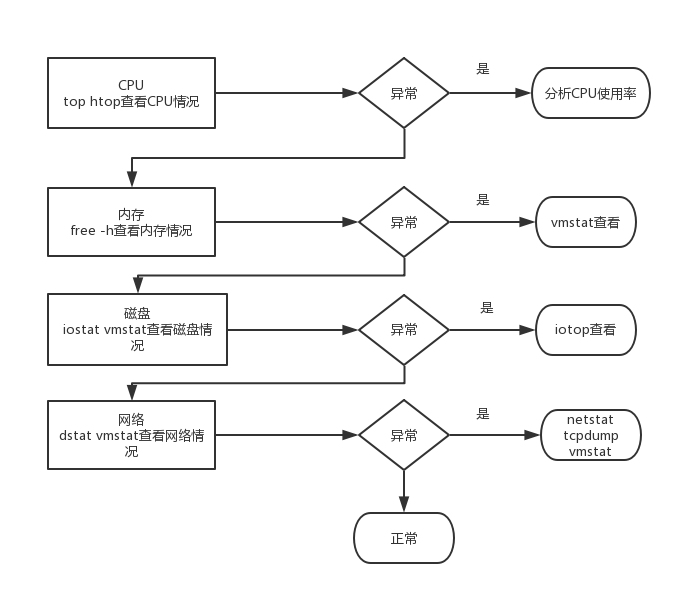 CPU
top htop查看CPU情况
异常
是
分析CPU使用率
内存
free -h查看内存情况
异常
是
vmstat查看
磁盘
iostat vmstat查看磁盘情
况
异常
是
iotop查看
网络
dstat vmstat查看网络情
况
异常
是
netstat
tcpdump
vmstat
正常